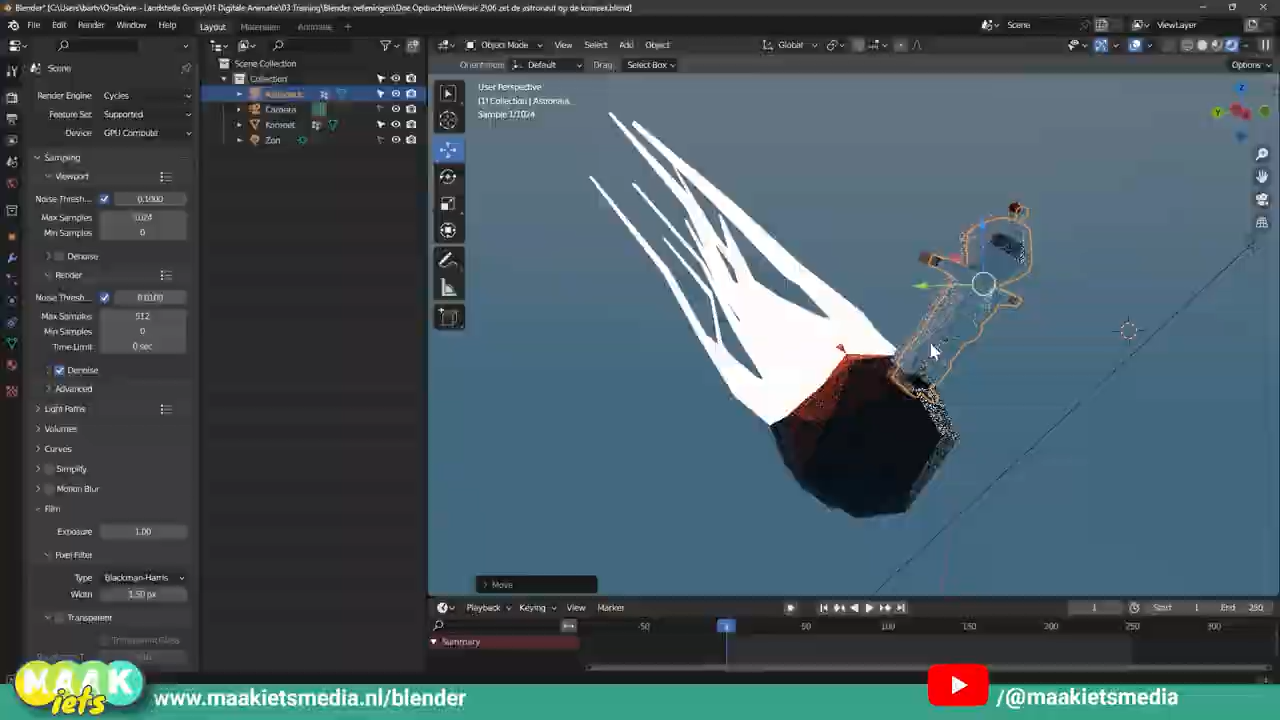 Blender* [C:\Users\bartv\OneDrive - Landstede Groep\01 Digitale Animatie\03 Training\Blender oefeningen\Doe Opdrachten\Versie 2\06 zet de astronaut op de komeet.blend]
File Edit Render Window Help Layout Materialen Animatie Scene ViewLayer
Object Mode View Select Add Object Global
Scene
Scene Collection
Orientation: Default Drag: Select Box Options
Collection
User Perspective
(1) Collection | Astronaut
Sample 1/1024
Render Engine Cycles
Camera
Feature Set Supported
Komeet
Device GPU Compute
Zon
Sampling
Viewport
Noise Thresh... 0.1000
Max Samples 1024
Min Samples 0
Denoise
Render
Noise Thresh... 0.0100
Max Samples 512
Min Samples 0
Time Limit 0 sec
Denoise
Advanced
Light Paths
Volumes
Curves
Simplify
Motion Blur
Film
Exposure 1.00
Pixel Filter
Type Blackman-Harris
Width 1.50 px
Transparent
Transparent Glass
Move
Playback Keying View Marker 1 Start 1 End 250
-50 1 50 100 150 200 250 300
Summary
MAAK
iets
www.maakietsmedia.nl/blender
/@maakietsmedia